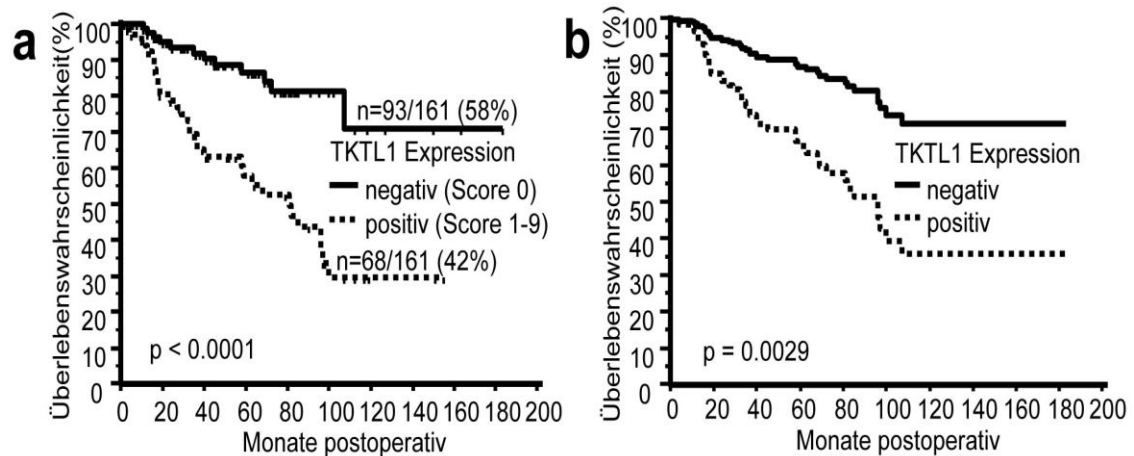 a
Überlebenswahrscheinlichkeit(%)
100
90
80
70
60
50
40
30
20
10
0
n=93/161 (58%)
TKTL1 Expression
negativ (Score 0)
positiv (Score 1-9)
n=68/161 (42%)
p < 0.0001
0 20 40 60 80 100 120 140 160 180 200
Monate postoperativ
b
Überlebenswahrscheinlichkeit (%)
100
90
80
70
60
50
40
30
20
10
0
TKTL1 Expression
negativ
positiv
p = 0.0029
0 20 40 60 80 100 120 140 160 180 200
Monate postoperativ